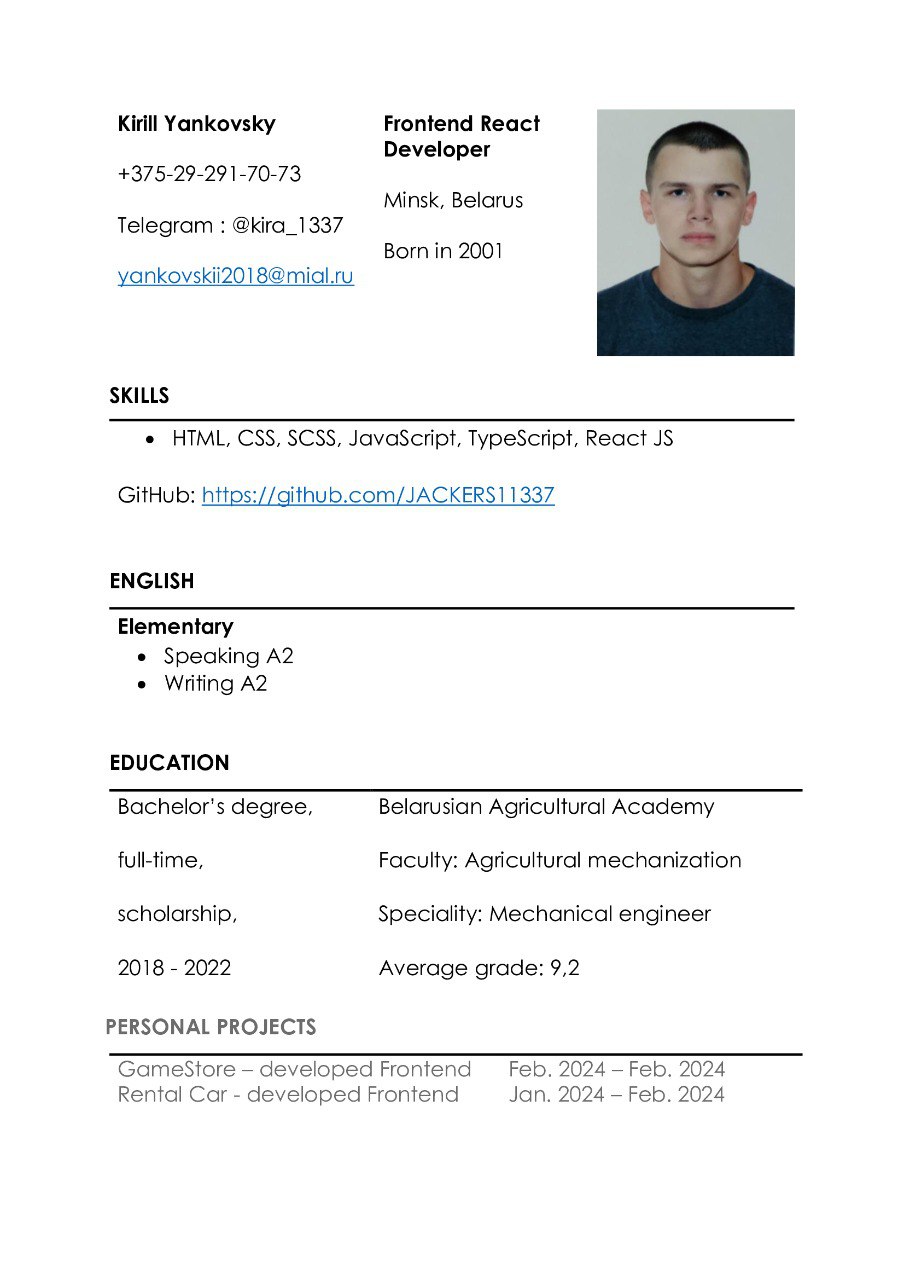 Kirill Yankovsky
+375-29-291-70-73
Telegram : @kira_1337
yankovskii2018@mial.ru
Frontend React
Developer
Minsk, Belarus
Born in 2001
SKILLS
• HTML, CSS, SCSS, JavaScript, TypeScript, React JS
GitHub: https://github.com/JACKERS11337
ENGLISH
Elementary
• Speaking A2
• Writing A2
EDUCATION
Bachelor’s degree, Belarusian Agricultural Academy
full-time, Faculty: Agricultural mechanization
scholarship, Speciality: Mechanical engineer
2018 - 2022 Average grade: 9,2
PERSONAL PROJECTS
GameStore – developed Frontend Feb. 2024 – Feb. 2024
Rental Car - developed Frontend Jan. 2024 – Feb. 2024